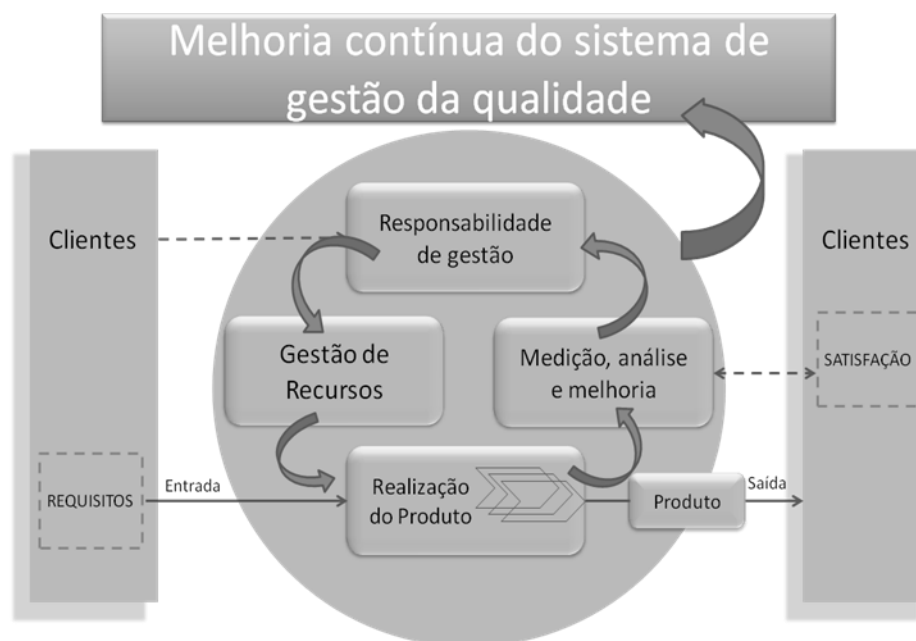 Melhoria contínua do sistema de
gestão da qualidade
Clientes
Responsabilidade
de gestão
Clientes
Gestão de
Recursos
Medição, análise
e melhoria
SATISFAÇÃO
REQUISITOS
Entrada
Realização
do Produto
Produto
Saída